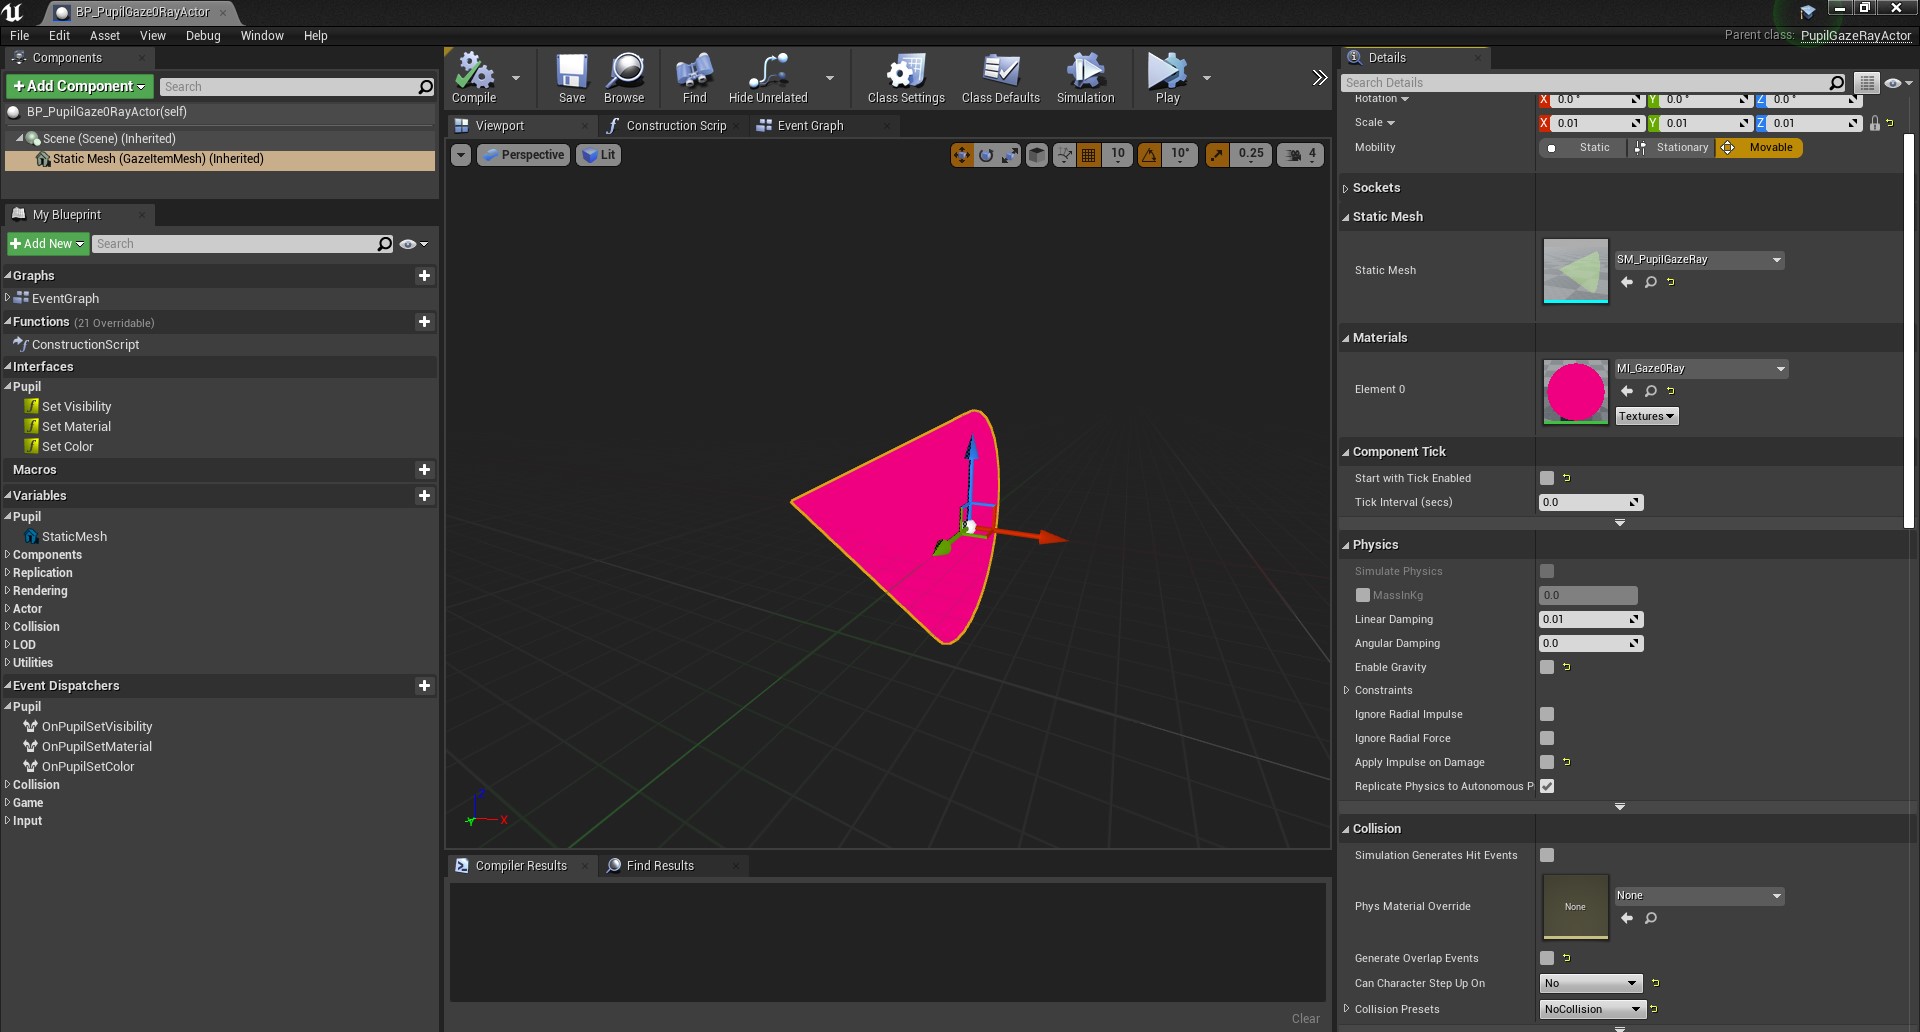 BP_PupilGaze0RayActor
File Edit Asset View Debug Window Help
Parent class: PupilGazeRayActor
Components
Add Component
Search
BP_PupilGaze0RayActor(self)
Scene (Scene) (Inherited)
Static Mesh (GazeItemMesh) (Inherited)
My Blueprint
Add New
Search
Graphs
EventGraph
Functions (21 Overridable)
ConstructionScript
Interfaces
Pupil
Set Visibility
Set Material
Set Color
Macros
Variables
Pupil
StaticMesh
Components
Replication
Rendering
Actor
Collision
LOD
Utilities
Event Dispatchers
Pupil
OnPupilSetVisibility
OnPupilSetMaterial
OnPupilSetColor
Collision
Game
Input
Compile Save Browse Find Hide Unrelated Class Settings Class Defaults Simulation Play
Viewport Construction Scrip Event Graph
Perspective Lit 10 10° 0.25 4
Z
Y X
Compiler Results Find Results
Clear
Details
Search Details
Rotation X 0.0 ° Y 0.0 ° Z 0.0 °
Scale X 0.01 Y 0.01 Z 0.01
Mobility Static Stationary Movable
Sockets
Static Mesh
Static Mesh SM_PupilGazeRay
Materials
Element 0 MI_Gaze0Ray
Textures
Component Tick
Start with Tick Enabled
Tick Interval (secs) 0.0
Physics
Simulate Physics
MassInKg 0.0
Linear Damping 0.01
Angular Damping 0.0
Enable Gravity
Constraints
Ignore Radial Impulse
Ignore Radial Force
Apply Impulse on Damage
Replicate Physics to Autonomous P
Collision
Simulation Generates Hit Events
Phys Material Override None None
Generate Overlap Events
Can Character Step Up On No
Collision Presets NoCollision